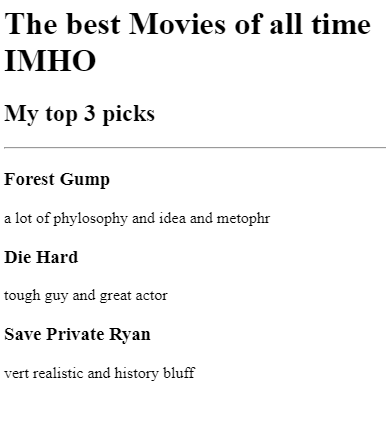 The best Movies of all time
IMHO
My top 3 picks
Forest Gump
a lot of phylosophy and idea and metophr
Die Hard
tough guy and great actor
Save Private Ryan
vert realistic and history bluff